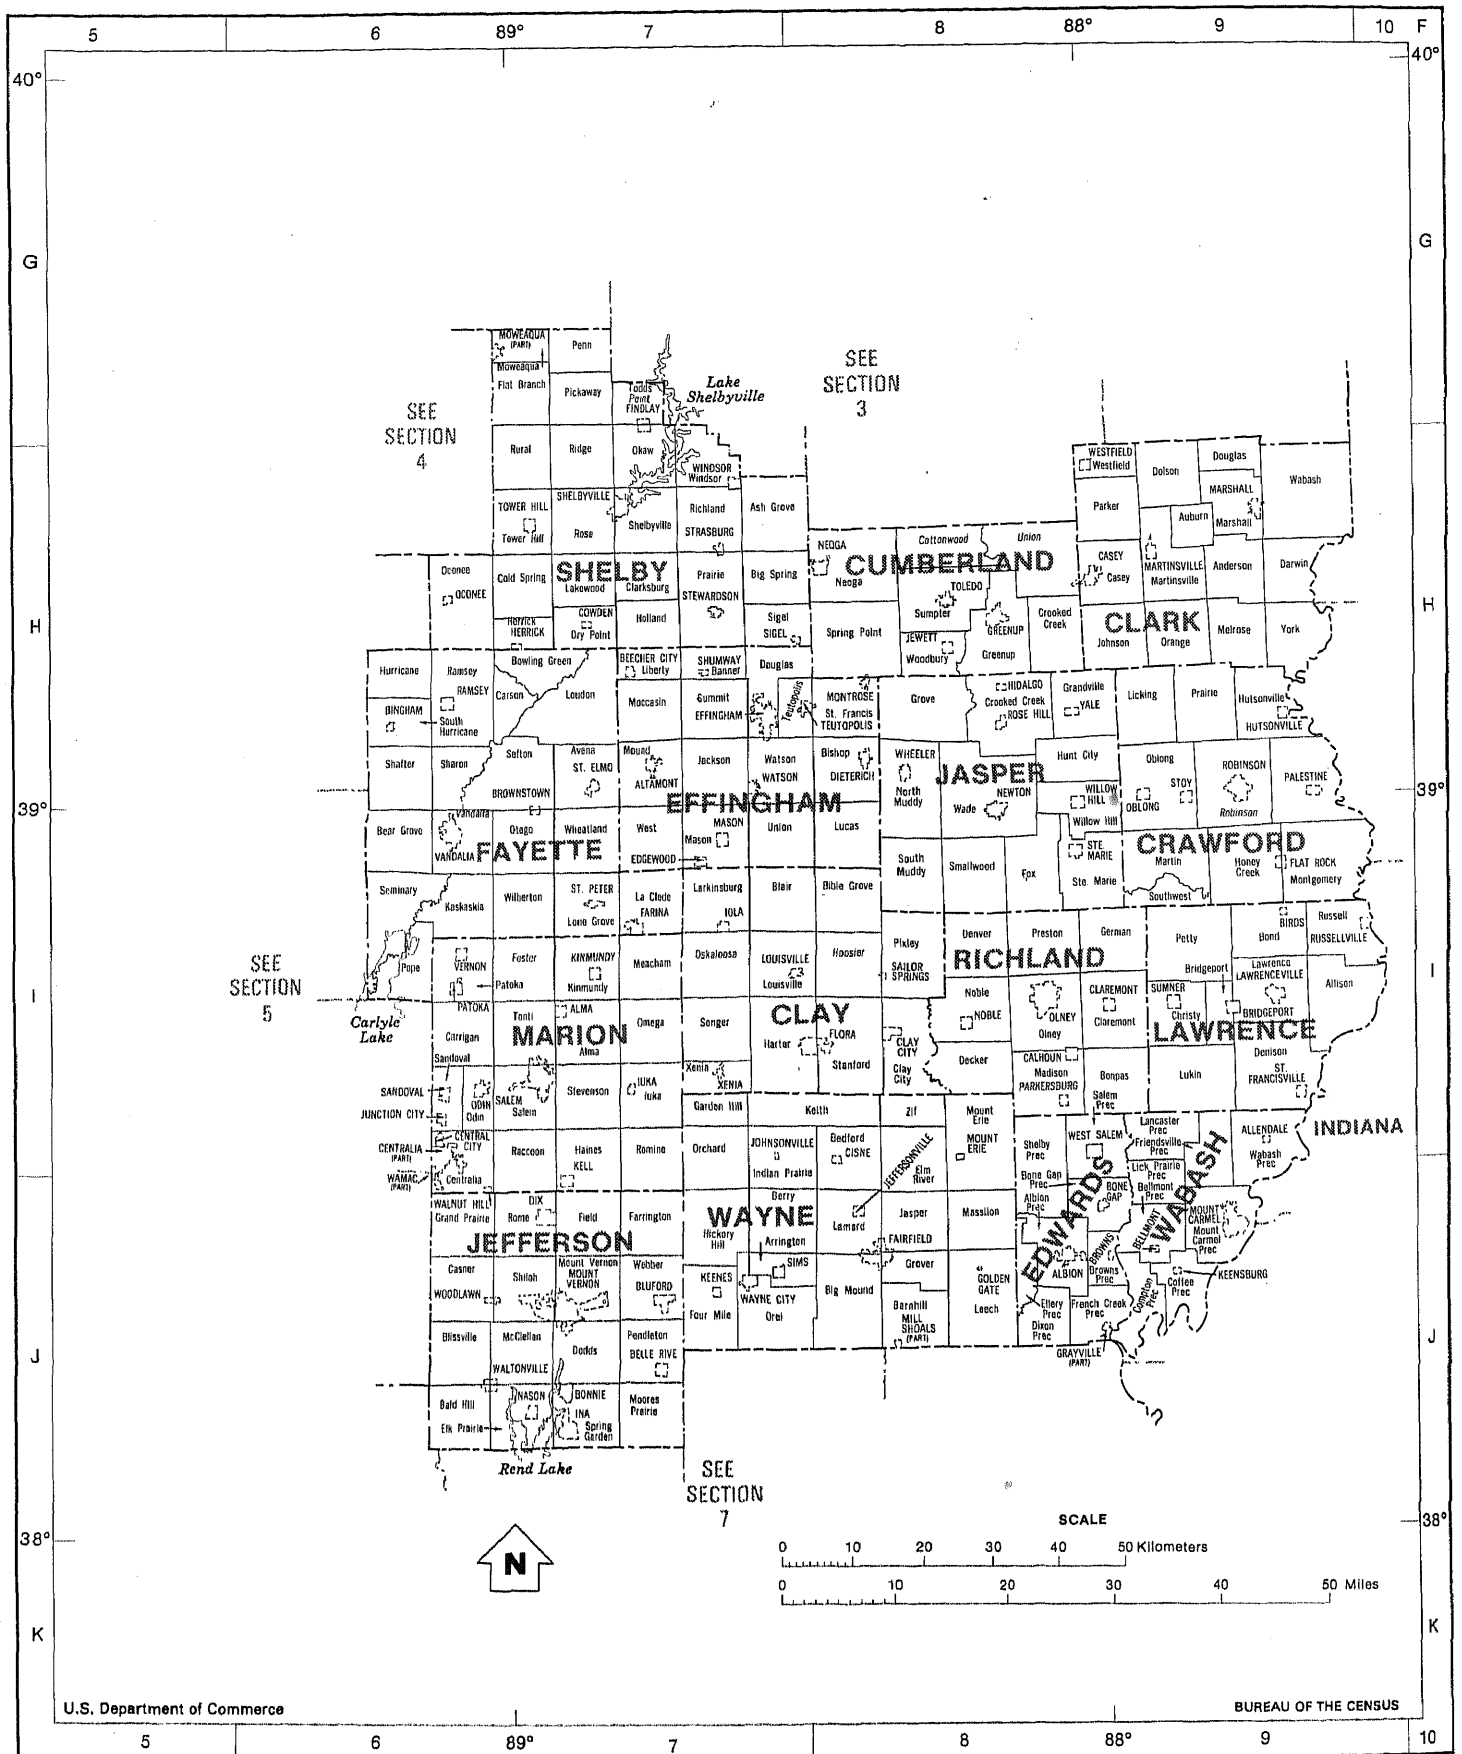 5 6 89° 7 8 88° 9 10 F
40° 40°
G G
MOWEAQUA
(PART)
Penn
Moweaqua
Flat Branch
Pickaway
Todds
Point
FINDLAY
Lake
Shelbyville
SEE
SECTION
3
SEE
SECTION
4
Rural
Ridge
Okaw
WINDSOR
Windsor
WESTFIELD
Westfield
Dolson
Douglas
Wabash
TOWER HILL
Tower Hill
SHELBYVILLE
Rose
Shelbyville
Richland
STRASBURG
Ash Grove
Parker
Auburn
MARSHALL
Marshall
Oconee
OCONEE
Cold Spring
SHELBY
Lakewood
Clarksburg
Prairie
STEWARDSON
Big Spring
NEOGA
Neoga
Cottonwood
Union
CUMBERLAND
TOLEDO
Sumpter
CASEY
Casey
MARTINSVILLE
Martinsville
Anderson
Darwin
H H
Herrick
HERRICK
COWDEN
Dry Point
Holland
Sigel
SIGEL
Spring Point
JEWETT
Woodbury
GREENUP
Greenup
Crooked
Creek
CLARK
Johnson
Orange
Melrose
York
Hurricane
Ramsey
RAMSEY
Bowling Green
Carson
Loudon
BEECHER CITY
Liberty
SHUMWAY
Banner
Douglas
BINGHAM
South
Hurricane
Moccasin
Summit
EFFINGHAM
Teutopolis
MONTROSE
St. Francis
TEUTOPOLIS
Grove
HIDALGO
Crooked Creek
ROSE HILL
Grandville
YALE
Licking
Prairie
Hutsonville
HUTSONVILLE
Shafter
Sharon
Sefton
Avena
ST. ELMO
BROWNSTOWN
Mound
ALTAMONT
Jackson
Watson
WATSON
Bishop
DIETERICH
WHEELER
North
Muddy
JASPER
Wade
NEWTON
Hunt City
WILLOW
HILL
Willow Hill
Oblong
OBLONG
STOY
ROBINSON
Robinson
PALESTINE
39° 39°
EFFINGHAM
Bear Grove
Vandalia
VANDALIA
Otego
Wheatland
FAYETTE
West
EDGEWOOD
MASON
Mason
Union
Lucas
South
Muddy
Smallwood
Fox
STE.
MARIE
Ste. Marie
CRAWFORD
Martin
Southwest
Honey
Creek
FLAT ROCK
Montgomery
Seminary
Kaskaskia
Wilberton
ST. PETER
Lone Grove
La Clede
FARINA
Larkinsburg
IOLA
Blair
Bible Grove
Denver
Preston
German
Petty
BIRDS
Bond
Russell
RUSSELLVILLE
SEE
SECTION
5
Pope
VERNON
Patoka
PATOKA
Foster
KINMUNDY
Kinmundy
Meacham
Oskaloosa
LOUISVILLE
Louisville
Hoosier
Pixley
SAILOR
SPRINGS
RICHLAND
Noble
NOBLE
OLNEY
Olney
CLAREMONT
Claremont
Bridgeport
SUMNER
Christy
Lawrence
LAWRENCEVILLE
BRIDGEPORT
Allison
I I
Carlyle
Lake
Carrigan
Tonti
ALMA
MARION
Alma
Omega
Songer
CLAY
Harter
FLORA
Stanford
CLAY
CITY
Clay
City
Decker
CALHOUN
Madison
PARKERSBURG
Bonpas
LAWRENCE
Lukin
Denison
ST.
FRANCISVILLE
Sandoval
SANDOVAL
JUNCTION CITY
ODIN
Odin
SALEM
Salem
Stevenson
IUKA
Iuka
Xenia
XENIA
Garden Hill
Keith
Zif
Mount
Erie
MOUNT
ERIE
Salem
Prec
WEST SALEM
Shelby
Prec
Lancaster
Prec
Friendsville
Prec
ALLENDALE
Wabash
Prec
INDIANA
CENTRALIA
(PART)
CENTRAL
CITY
WAMAC
(PART)
Centralia
Raccoon
Haines
KELL
Romine
Orchard
JOHNSONVILLE
Indian Prairie
Bedford
CISNE
JEFFERSONVILLE
Elm
River
Bone Gap
Prec
Albion
Prec
BONE
GAP
EDWARDS
Lick Prairie
Prec
Bellmont
Prec
WABASH
WALNUT HILL
Grand Prairie
DIX
Rome
Field
Farrington
JEFFERSON
WAYNE
Hickory
Hill
Berry
Arrington
Lamard
Jasper
FAIRFIELD
Massilon
BELLMONT
MOUNT
CARMEL
Mount
Carmel
Prec
Casner
WOODLAWN
Shiloh
Mount Vernon
MOUNT
VERNON
Webber
BLUFORD
KEENES
Four Mile
SIMS
WAYNE CITY
Orel
Big Mound
Grover
GOLDEN
GATE
Leech
ALBION
BROWNS
Browns
Prec
Coffee
Prec
KEENSBURG
Compton
Prec
Blissville
McClellan
WALTONVILLE
Dodds
Pendleton
BELLE RIVE
Barnhill
MILL
SHOALS
(PART)
Ellery
Prec
Dixon
Prec
French Creek
Prec
GRAYVILLE
(PART)
J J
Bald Hill
Elk Prairie
NASON
BONNIE
INA
Spring
Garden
Moores
Prairie
Rend Lake
SEE
SECTION
7
38° 38°
N
SCALE
0 10 20 30 40 50 Kilometers
0 10 20 30 40 50 Miles
K K
U.S. Department of Commerce
BUREAU OF THE CENSUS
5 6 89° 7 8 88° 9 10